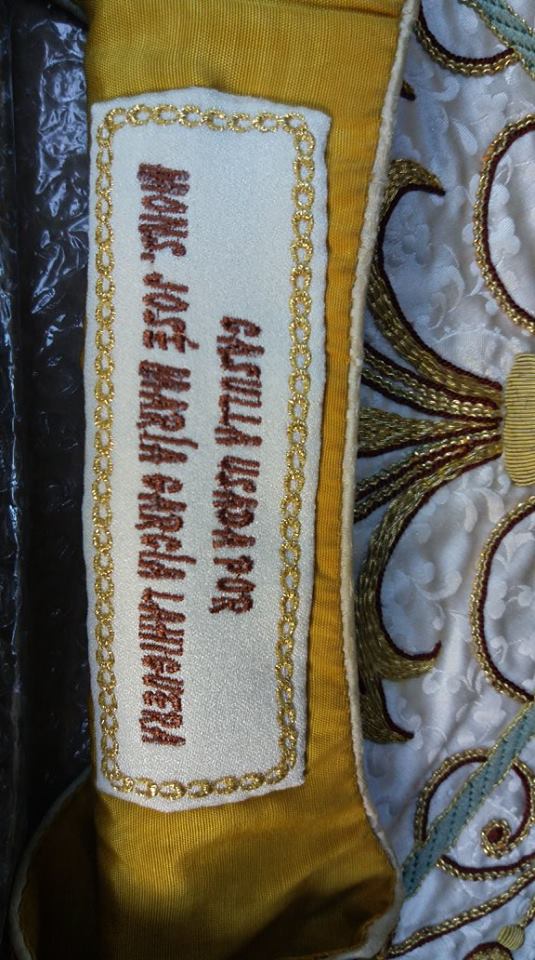 CASULLA USADA POR
MONS. JOSÉ MARÍA GARCÍA LAHIGUERA